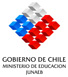 GOBIERNO DE CHILE
MINISTERIO DE EDUCACION
JUNAEB